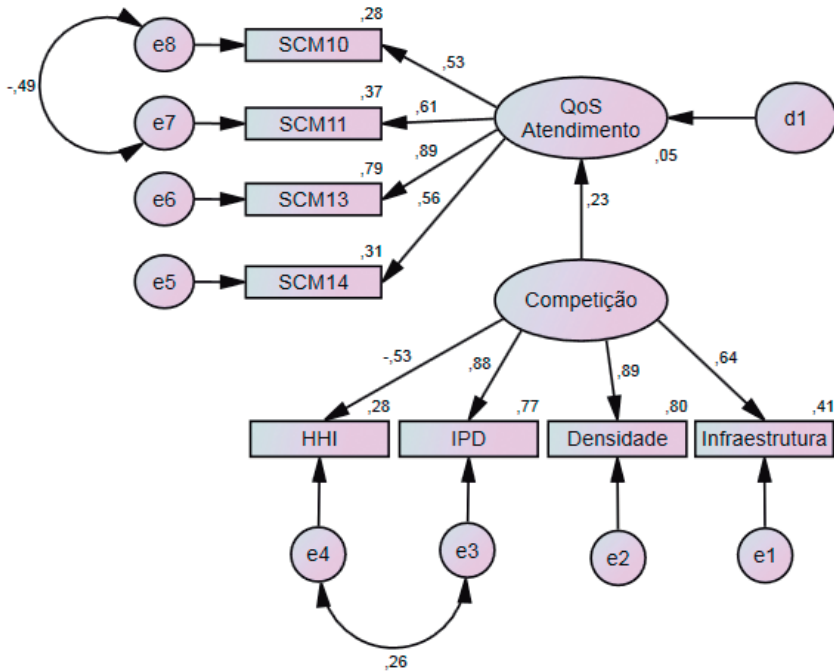 ,28
e8
SCM10
,53
-,49
,37
e7
SCM11
,61
QoS
Atendimento
d1
,05
,89
,79
e6
SCM13
,56
,23
,31
e5
SCM14
Competição
-,53
,88
,89
,64
,28
,77
,80
,41
HHI
IPD
Densidade
Infraestrutura
e4
e3
e2
e1
,26